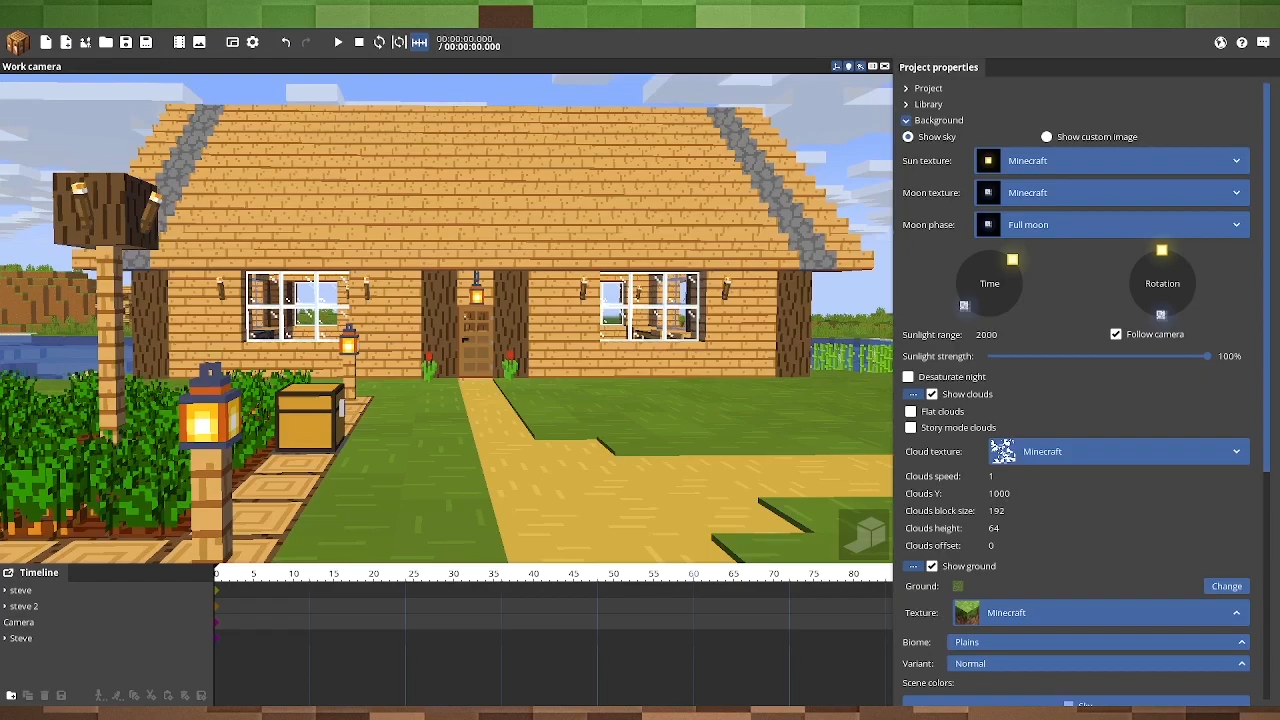 00:00:00.000
/ 00:00:00.000
Work camera
Project properties
Project
Library
Background
Show sky
Show custom image
Sun texture: Minecraft
Moon texture: Minecraft
Moon phase: Full moon
Time
Rotation
Sunlight range: 2000
Follow camera
Sunlight strength: 100%
Desaturate night
Show clouds
Flat clouds
Story mode clouds
Cloud texture: Minecraft
Clouds speed: 1
Clouds Y: 1000
Clouds block size: 192
Clouds height: 64
Clouds offset: 0
Show ground
Ground: Change
Texture: Minecraft
Biome: Plains
Variant: Normal
Scene colors:
Sky
Timeline
0 5 10 15 20 25 30 35 40 45 50 55 60 65 70 75 80
steve
steve 2
Camera
Steve